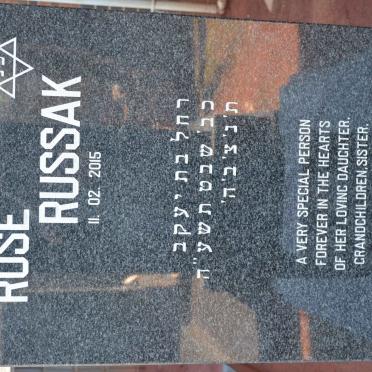 פ נ
ROSE
RUSSAK
11. 02. 2015
רחל בת יעקב
כב' שבט תשע"ה
ת'נ'צ'ב'ה'
A VERY SPECIAL PERSON
FOREVER IN THE HEARTS
OF HER LOVING DAUGHTER,
GRANDCHILDREN,SISTER,